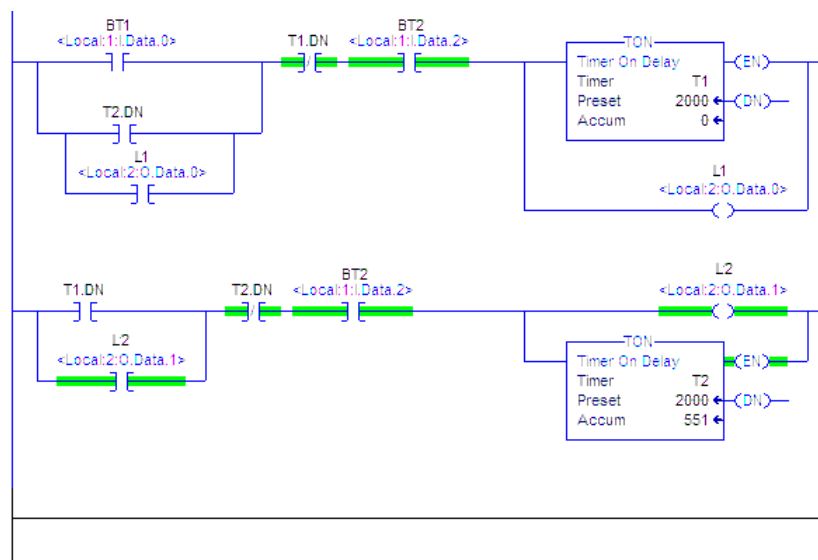 BT1
<Local:1:I.Data.0>
T1.DN
BT2
<Local:1:I.Data.2>
T2.DN
L1
<Local:2:O.Data.0>
TON
Timer On Delay
Timer T1
Preset 2000
Accum 0
EN
DN
L1
<Local:2:O.Data.0>
T1.DN
L2
<Local:2:O.Data.1>
T2.DN
BT2
<Local:1:I.Data.2>
L2
<Local:2:O.Data.1>
TON
Timer On Delay
Timer T2
Preset 2000
Accum 551
EN
DN